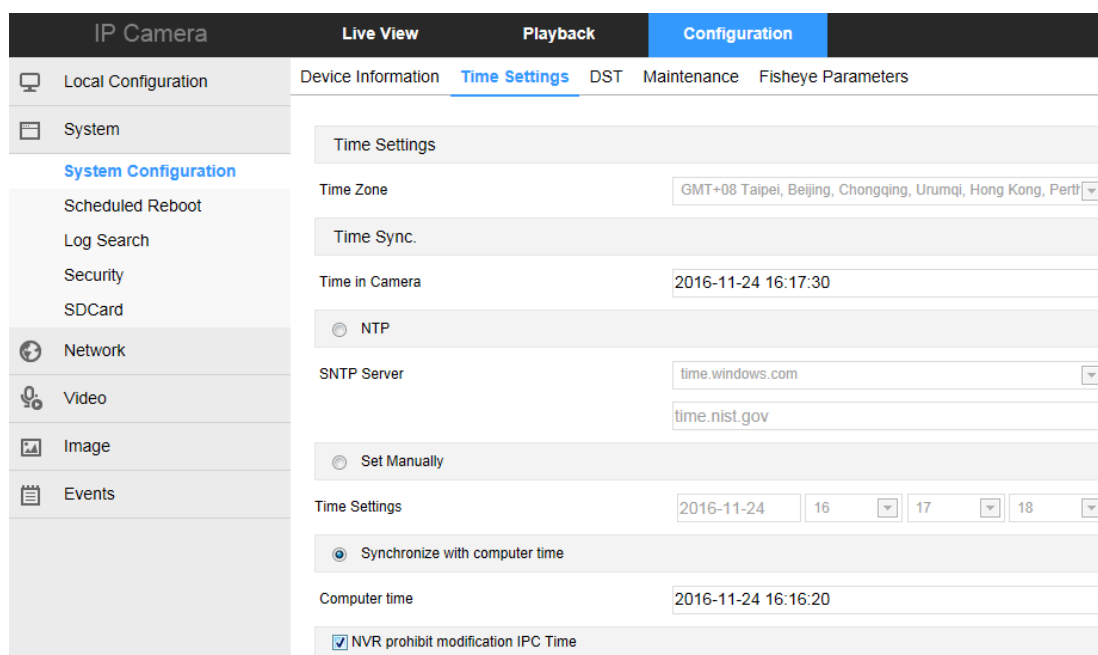 IP Camera Live View Playback Configuration
Local Configuration
Device Information Time Settings DST Maintenance Fisheye Parameters
System
Time Settings
System Configuration
Time Zone GMT+08 Taipei, Beijing, Chongqing, Urumqi, Hong Kong, Perth
Scheduled Reboot
Time Sync.
Log Search
Security
Time in Camera 2016-11-24 16:17:30
SDCard
NTP
Network
SNTP Server time.windows.com
Video
time.nist.gov
Image
Set Manually
Events
Time Settings 2016-11-24 16 17 18
Synchronize with computer time
Computer time 2016-11-24 16:16:20
NVR prohibit modification IPC Time